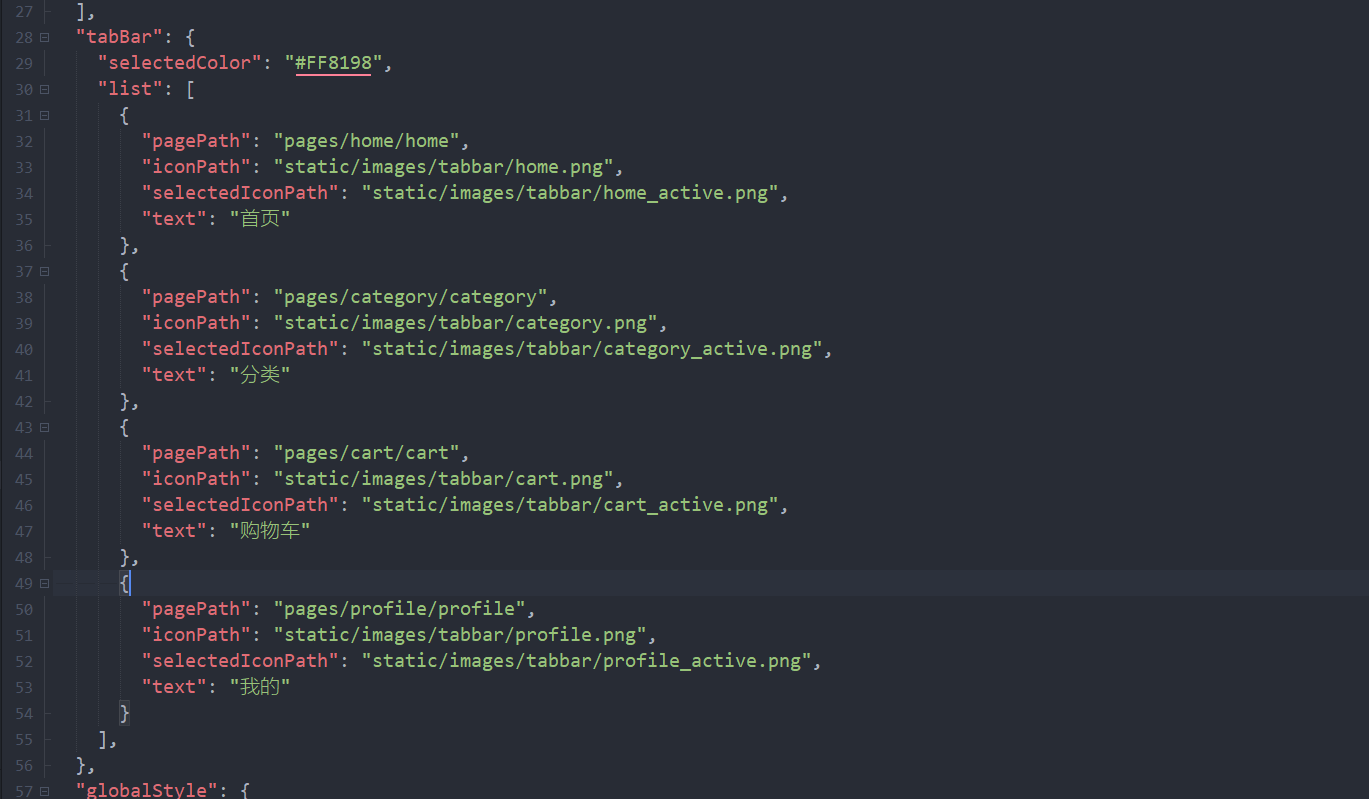 27 ],
28 "tabBar": {
29 "selectedColor": "#FF8198",
30 "list": [
31 {
32 "pagePath": "pages/home/home",
33 "iconPath": "static/images/tabbar/home.png",
34 "selectedIconPath": "static/images/tabbar/home_active.png",
35 "text": "首页"
36 },
37 {
38 "pagePath": "pages/category/category",
39 "iconPath": "static/images/tabbar/category.png",
40 "selectedIconPath": "static/images/tabbar/category_active.png",
41 "text": "分类"
42 },
43 {
44 "pagePath": "pages/cart/cart",
45 "iconPath": "static/images/tabbar/cart.png",
46 "selectedIconPath": "static/images/tabbar/cart_active.png",
47 "text": "购物车"
48 },
49 {
50 "pagePath": "pages/profile/profile",
51 "iconPath": "static/images/tabbar/profile.png",
52 "selectedIconPath": "static/images/tabbar/profile_active.png",
53 "text": "我的"
54 }
55 ],
56 },
57 "globalStyle": {